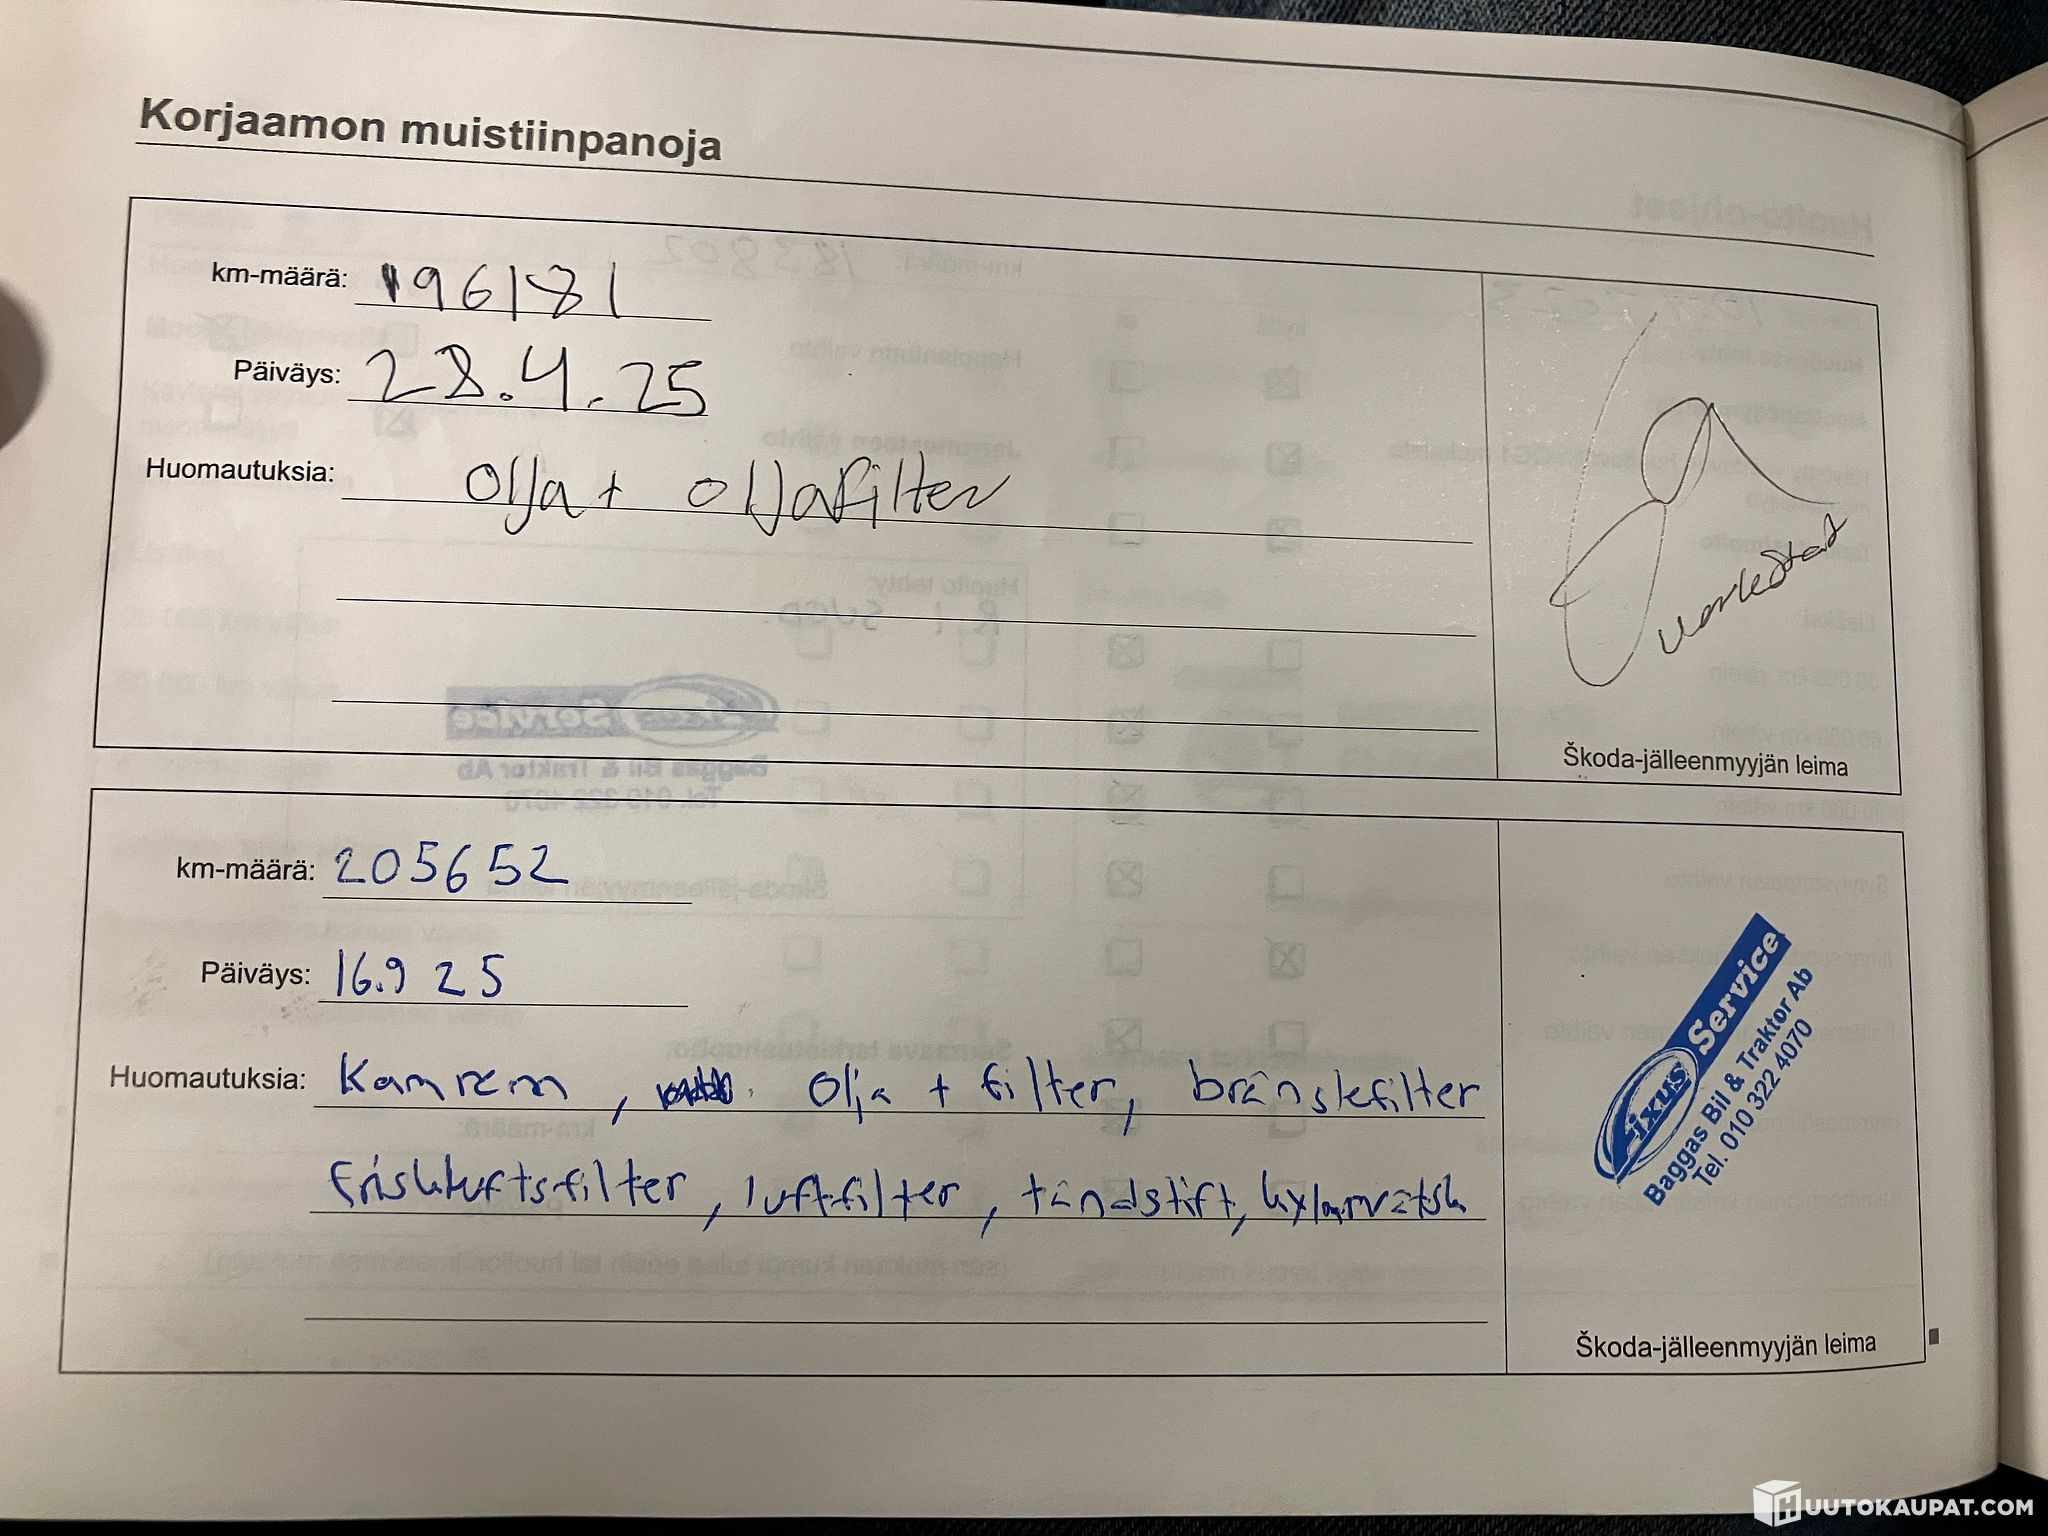 Korjaamon muistiinpanoja
km-määrä: 196181
Päiväys: 28.4.25
Huomautuksia: Olja + oljafilter
Škoda-jälleenmyyjän leima
km-määrä: 205652
Päiväys: 16.9 25
Huomautuksia: Kamrem, Olja + filter, bränslefilter
friskluftsfilter, luftfilter, tändstift, kylarvätsk
Fixus Service
Baggas Bil & Traktor Ab
Tel. 010 322 4070
Škoda-jälleenmyyjän leima
HUUTOKAUPAT.COM